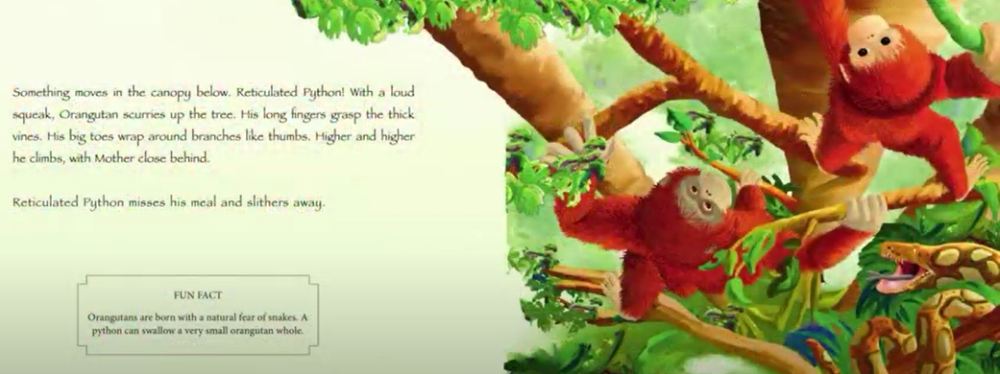 Something moves in the canopy below. Reticulated Python! With a loud
squeak, Orangutan scurries up the tree. His long fingers grasp the thick
vines. His big toes wrap around branches like thumbs. Higher and higher
he climbs, with Mother close behind.
Reticulated Python misses his meal and slithers away.
FUN FACT
Orangutans are born with a natural fear of snakes. A
python can swallow a very small orangutan whole.